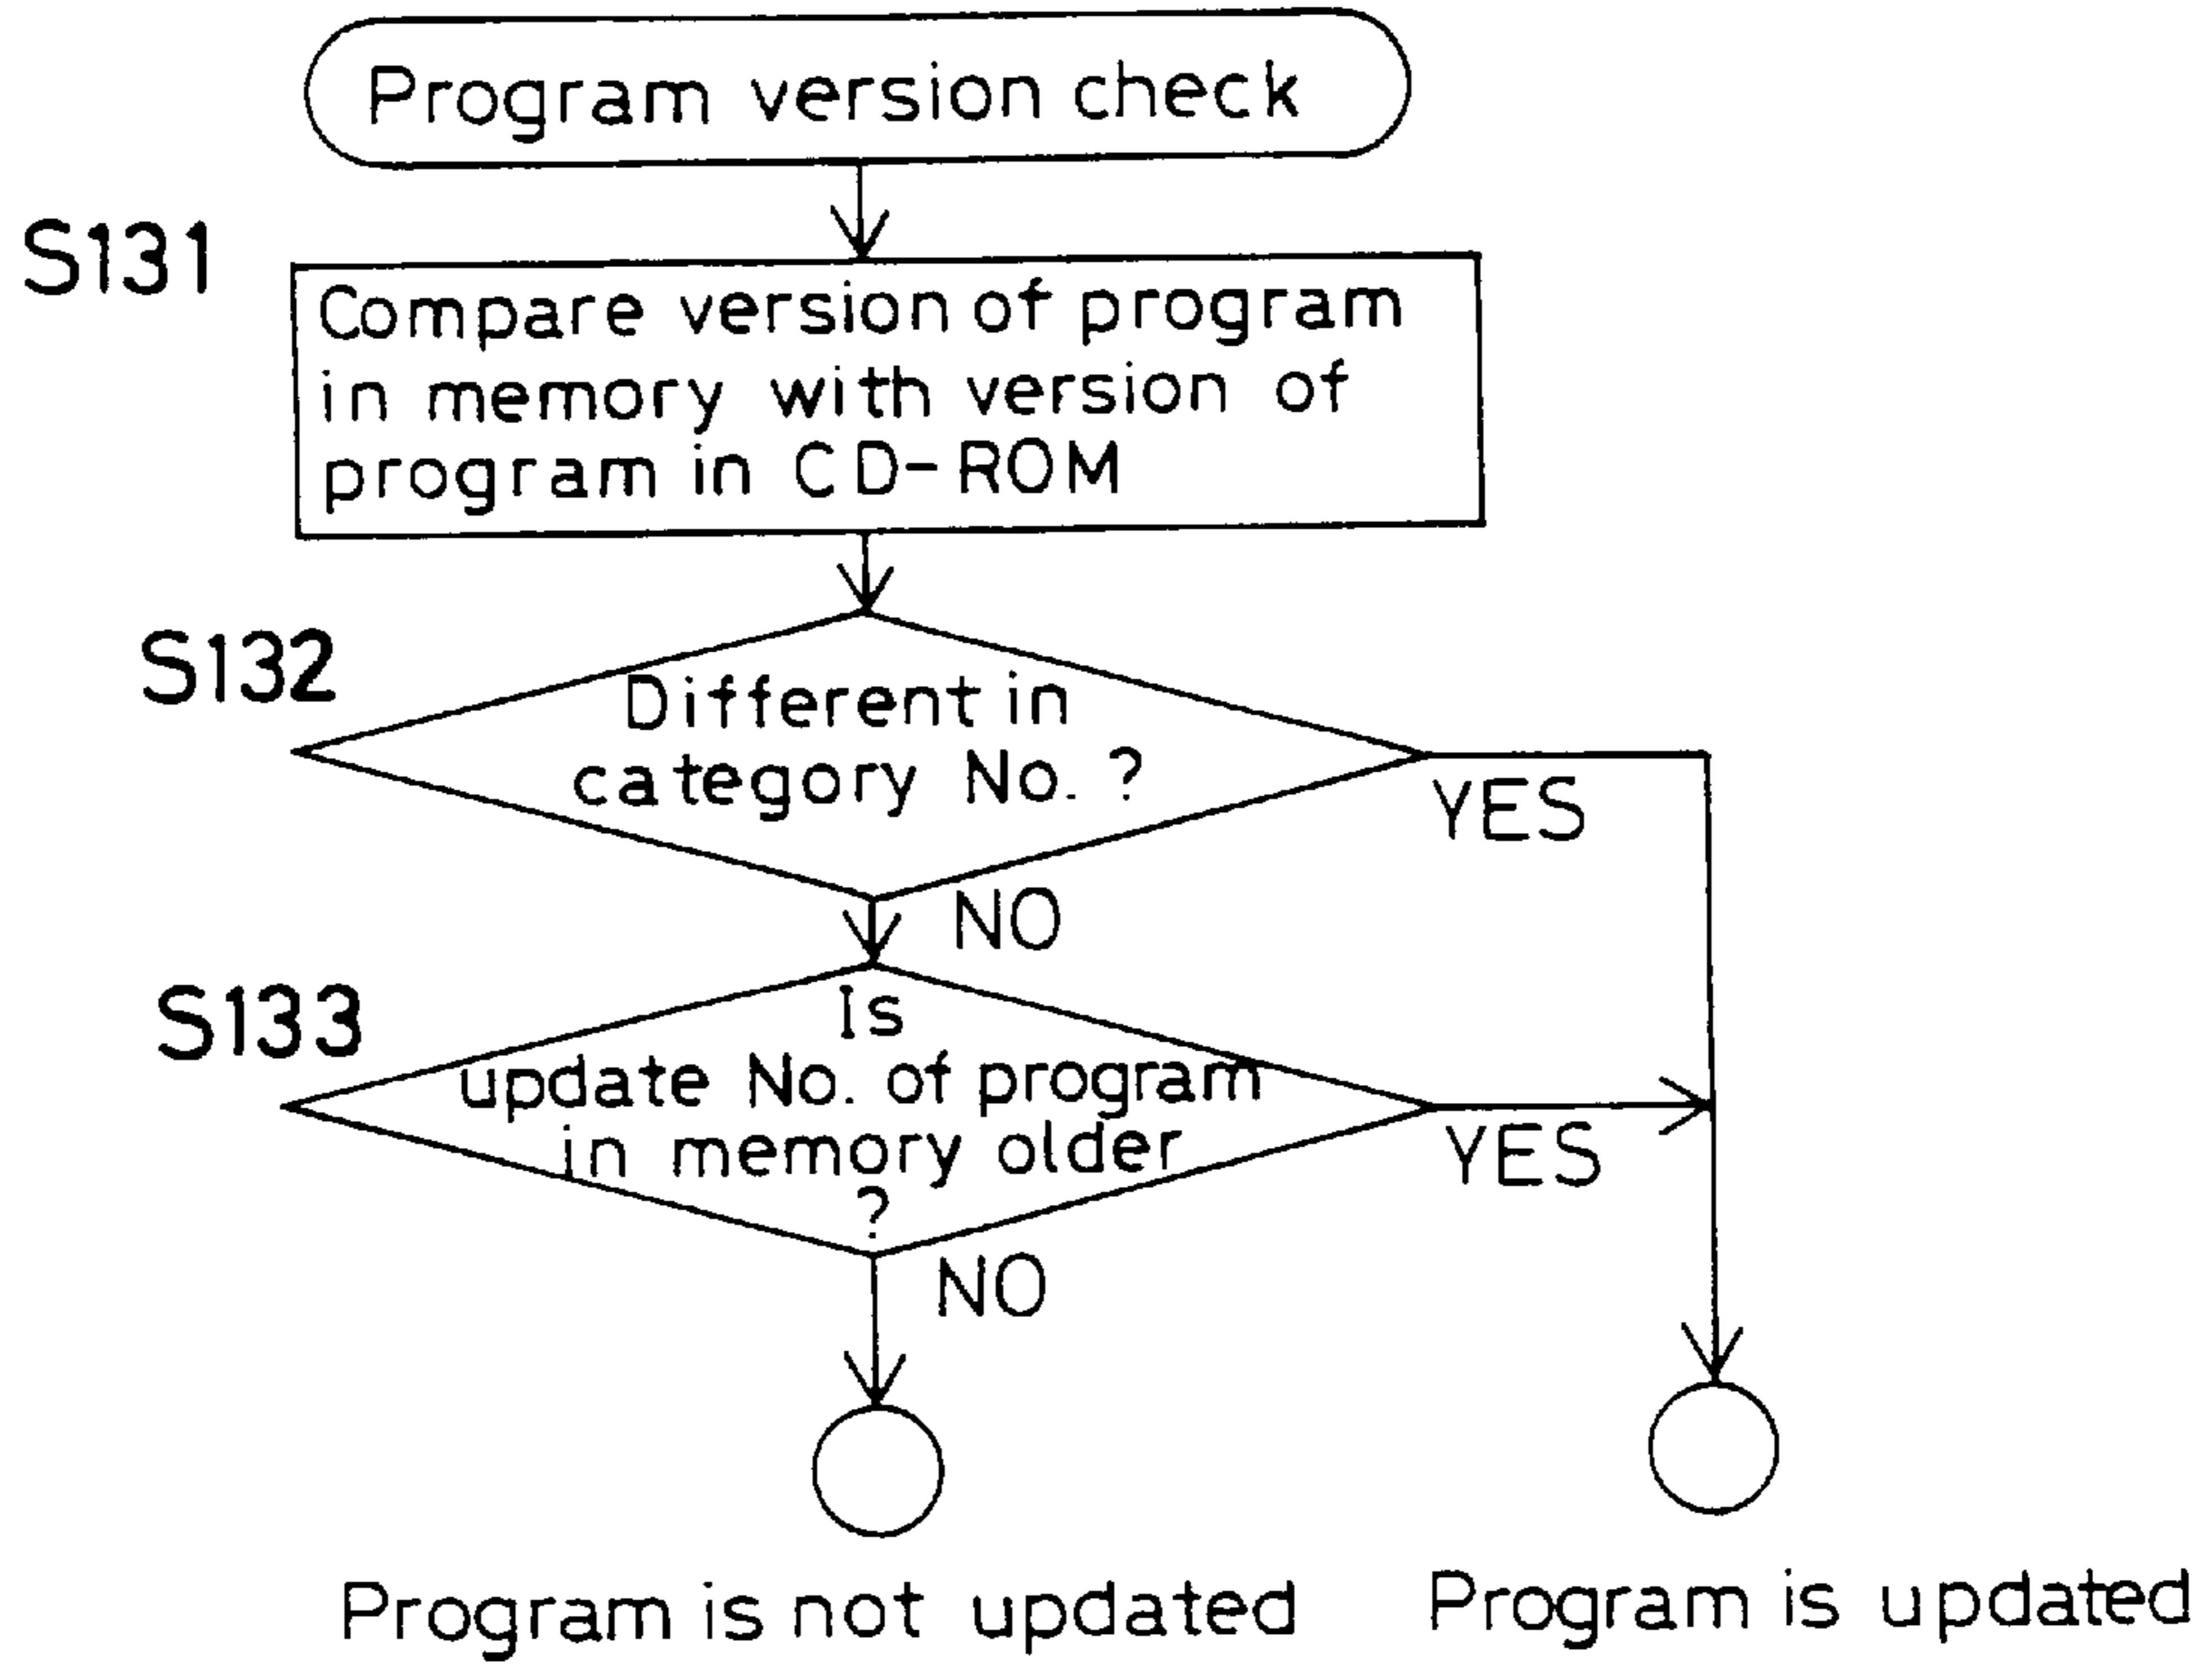 Program version check
S131
Compare version of program
in memory with version of
program in CD-ROM
S132
Different in
category No. ?
YES
NO
S133
Is
update No. of program
in memory older
?
YES
NO
Program is not updated
Program is updated